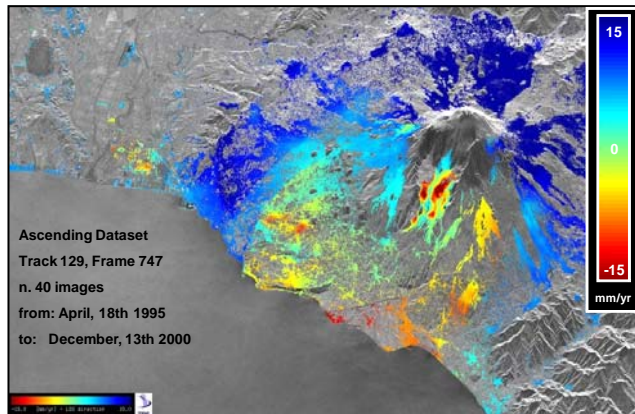 15
0
-15
mm/yr
Ascending Dataset
Track 129, Frame 747
n. 40 images
from: April, 18th 1995
to: December, 13th 2000